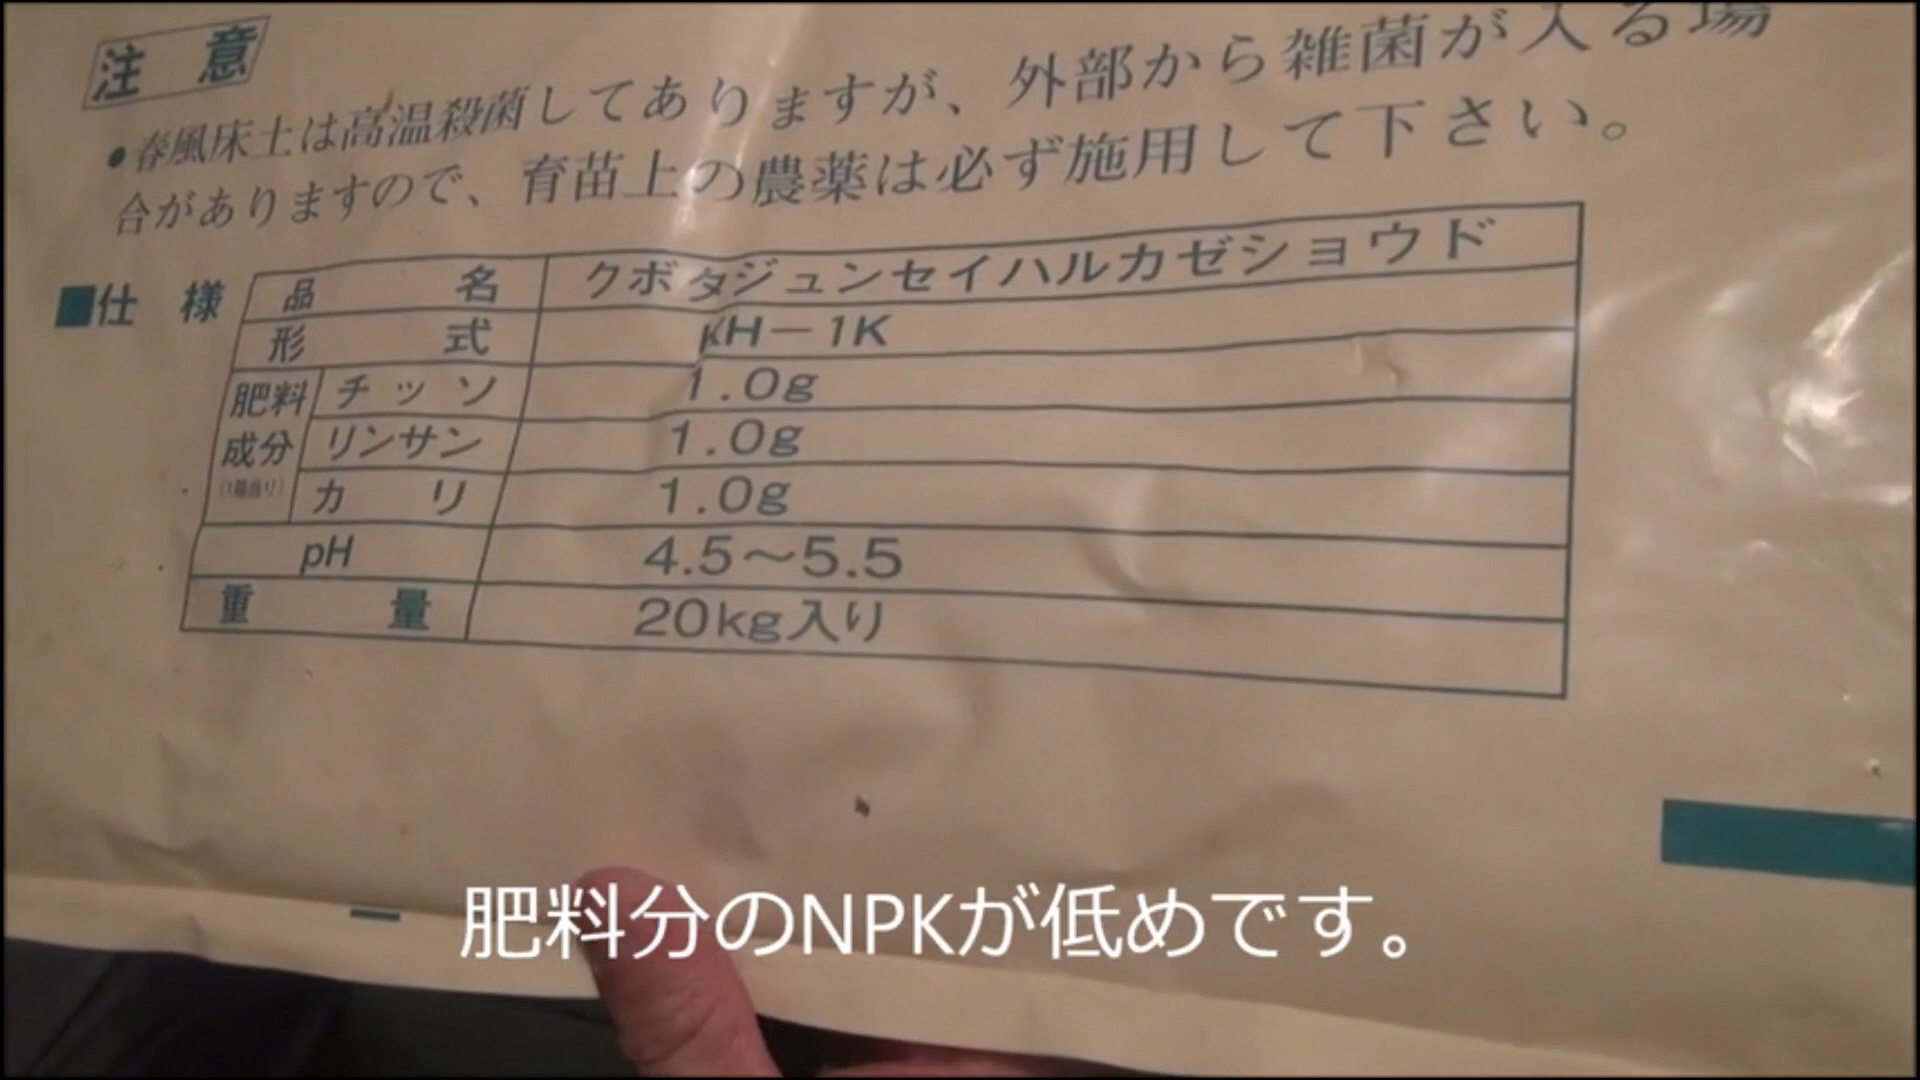 注 意
●春風床土は高温殺菌してありますが、外部から雑菌が入る場
合がありますので、育苗上の農薬は必ず施用して下さい。
■仕 様
品 名 クボタジュンセイハルカゼショウド
形 式 KH－1K
肥料成分(1箱当り) チッソ 1.0g
リンサン 1.0g
カ リ 1.0g
pH 4.5～5.5
重 量 20kg入り
肥料分のNPKが低めです。